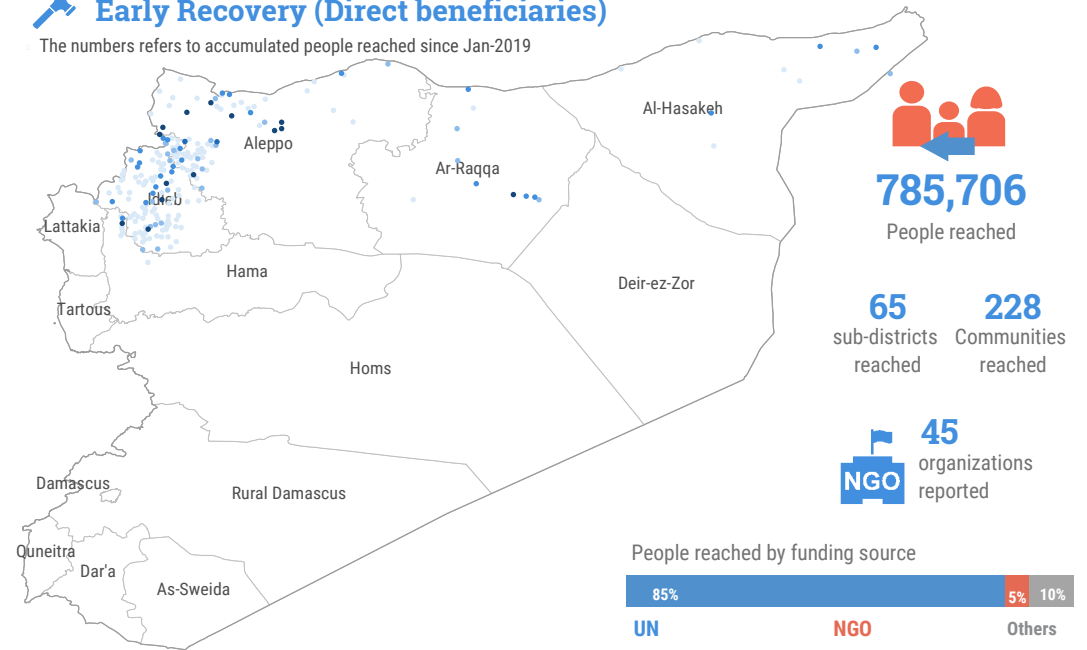 Early Recovery (Direct beneficiaries)
The numbers refers to accumulated people reached since Jan-2019
Al-Hasakeh
Aleppo
Ar-Raqqa
Idleb
Lattakia
Hama
Deir-ez-Zor
Tartous
Homs
Damascus
Rural Damascus
Quneitra
Dar'a
As-Sweida
785,706
People reached
65
sub-districts
reached
228
Communities
reached
NGO
45
organizations
reported
People reached by funding source
85% 5% 10%
UN NGO Others